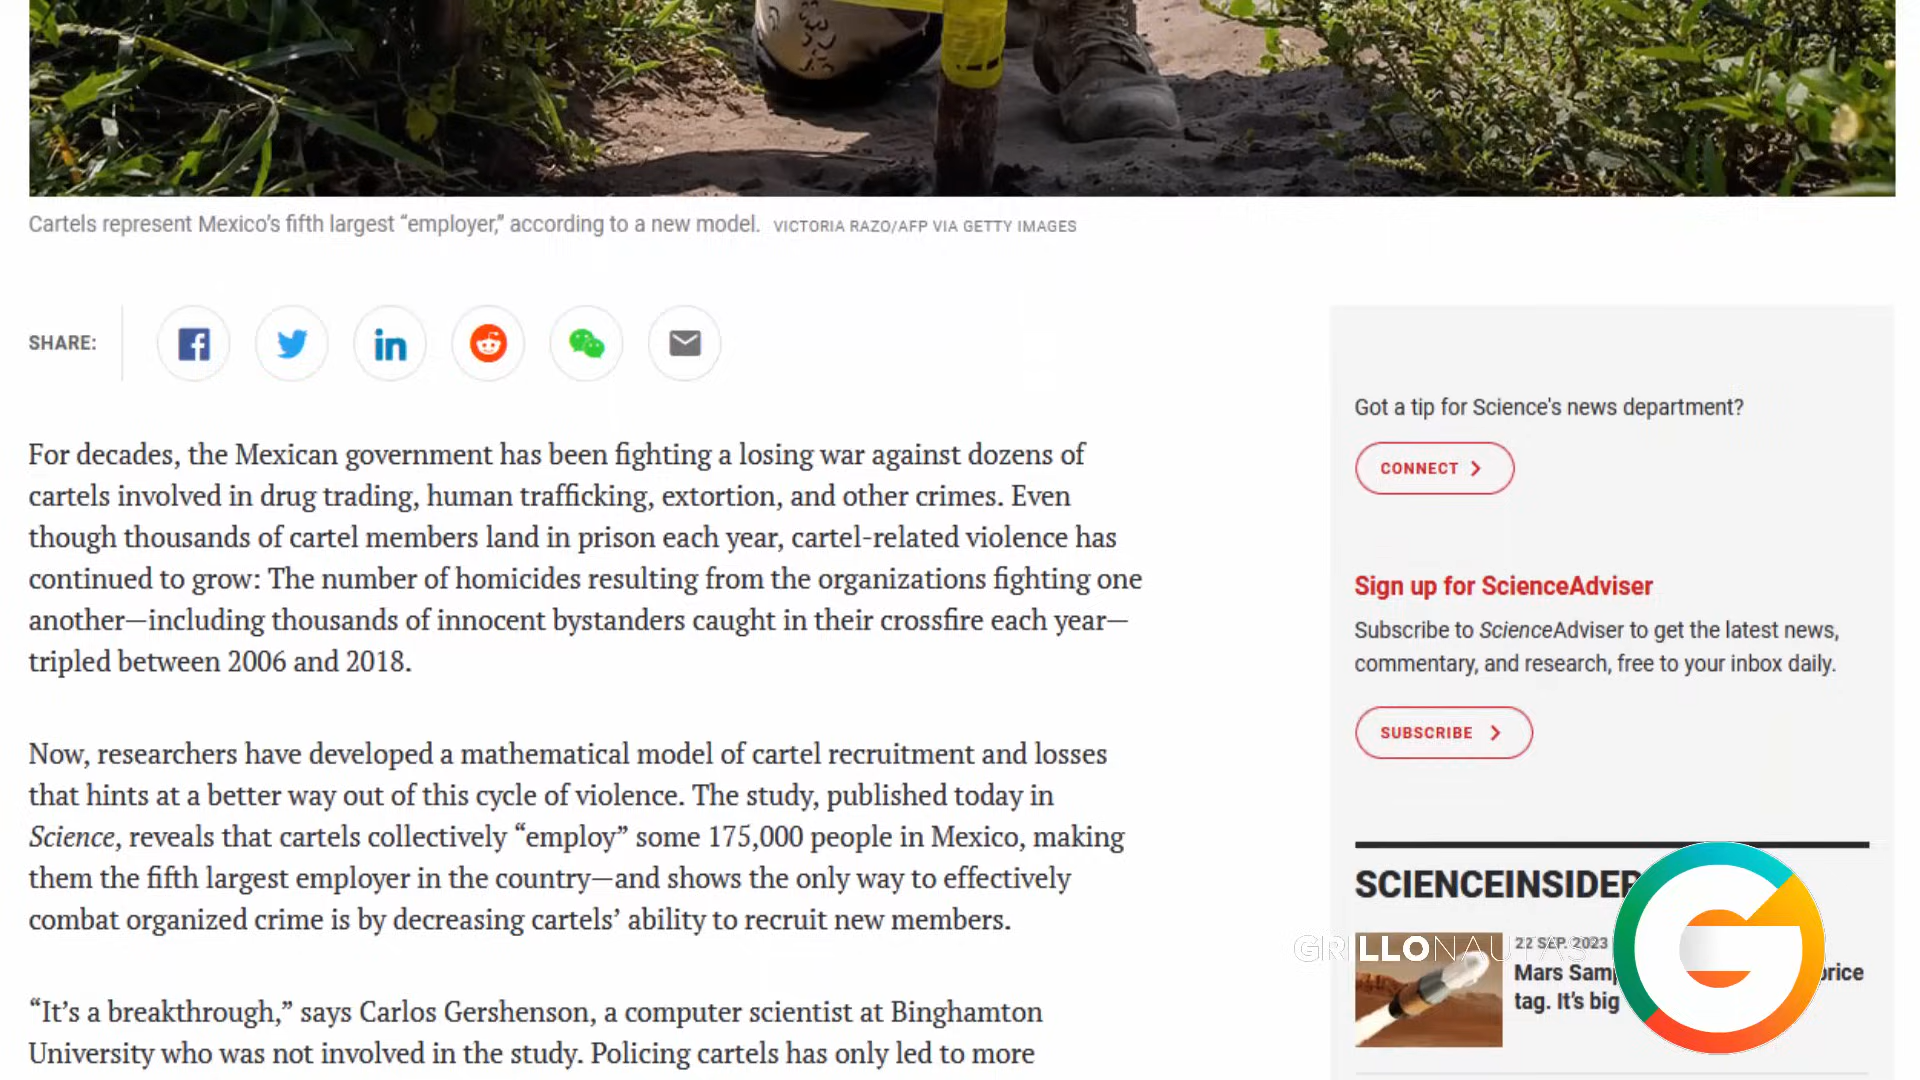 Cartels represent Mexico’s fifth largest “employer,” according to a new model. VICTORIA RAZO/AFP VIA GETTY IMAGES
SHARE:
For decades, the Mexican government has been fighting a losing war against dozens of
cartels involved in drug trading, human trafficking, extortion, and other crimes. Even
though thousands of cartel members land in prison each year, cartel-related violence has
continued to grow: The number of homicides resulting from the organizations fighting one
another—including thousands of innocent bystanders caught in their crossfire each year—
tripled between 2006 and 2018.
Now, researchers have developed a mathematical model of cartel recruitment and losses
that hints at a better way out of this cycle of violence. The study, published today in
Science, reveals that cartels collectively “employ” some 175,000 people in Mexico, making
them the fifth largest employer in the country—and shows the only way to effectively
combat organized crime is by decreasing cartels’ ability to recruit new members.
“It’s a breakthrough,” says Carlos Gershenson, a computer scientist at Binghamton
University who was not involved in the study. Policing cartels has only led to more
Got a tip for Science's news department?
CONNECT
Sign up for ScienceAdviser
Subscribe to ScienceAdviser to get the latest news,
commentary, and research, free to your inbox daily.
SUBSCRIBE
SCIENCEINSIDER
22 SEP. 2023
Mars
tag. It’s big
GRILLONAUTAS